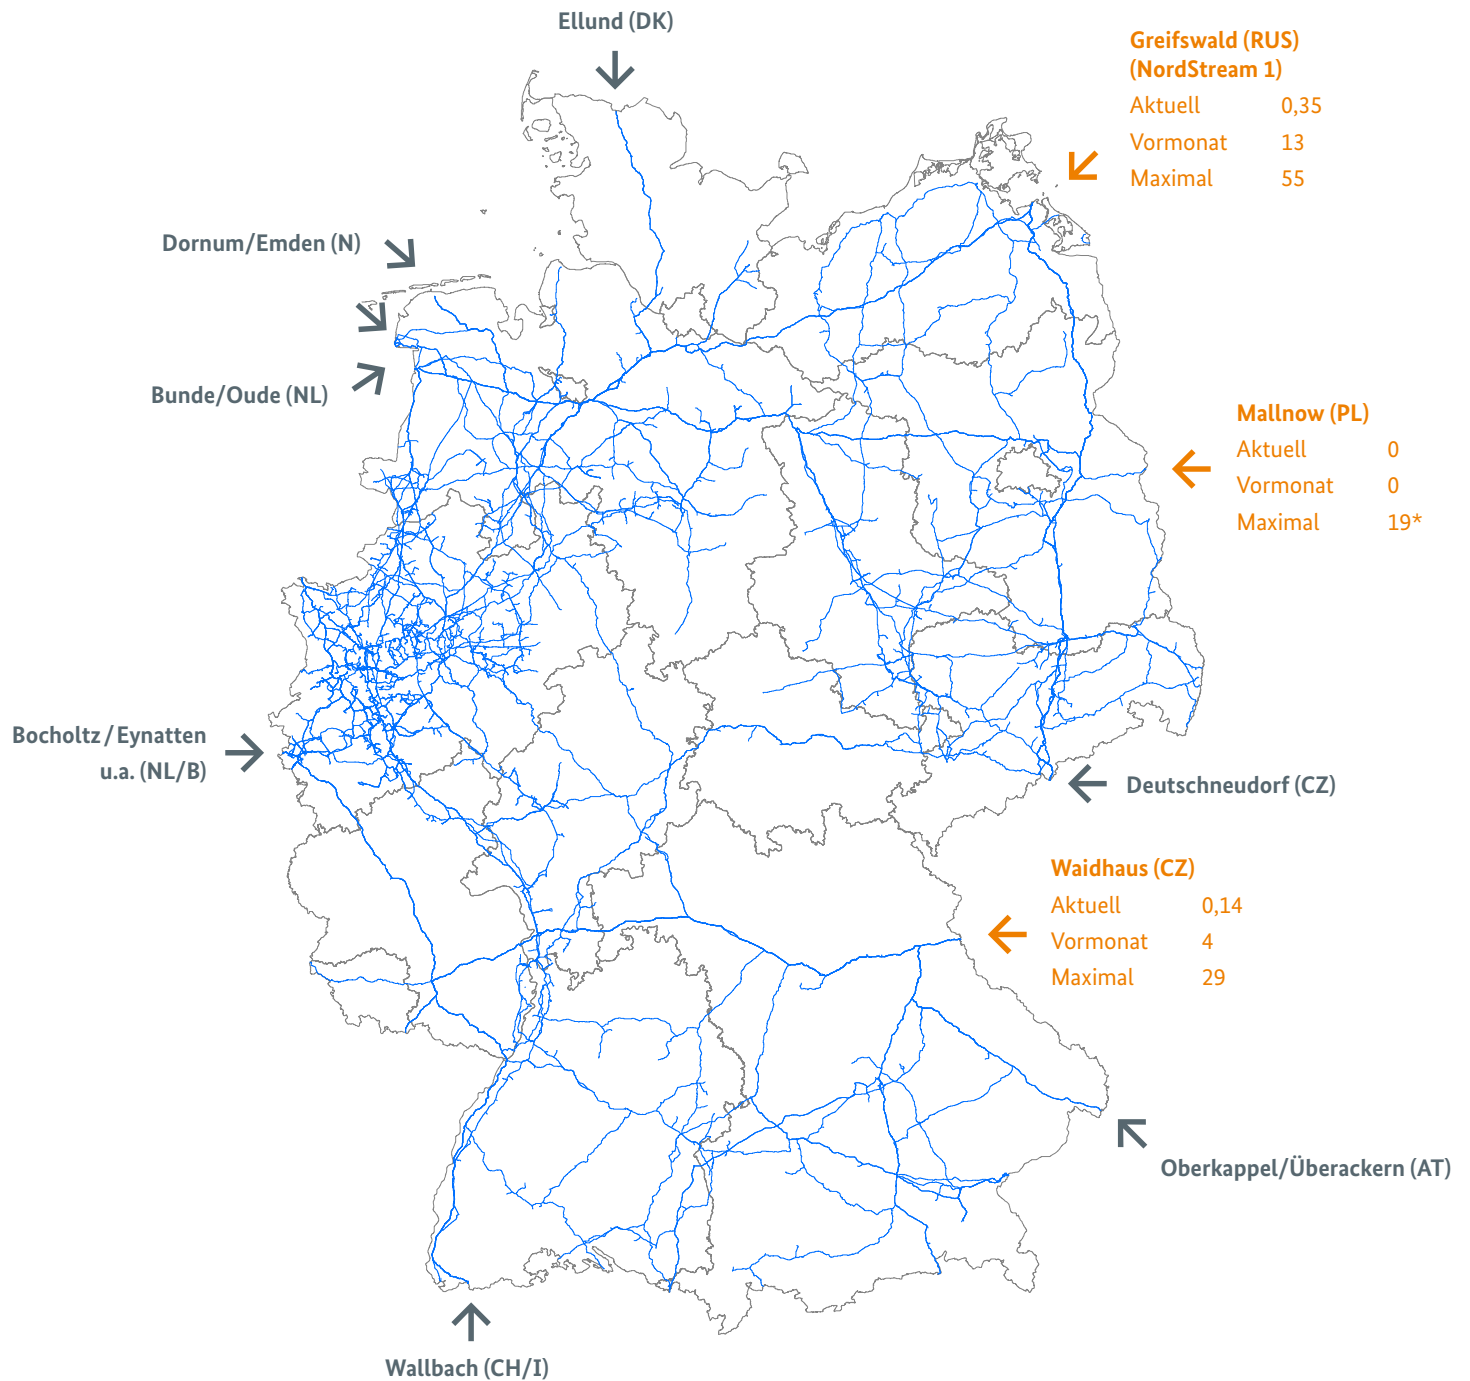 Ellund (DK)
Greifswald (RUS)
(NordStream 1)
Aktuell 0,35
Vormonat 13
Maximal 55
Dornum/Emden (N)
Bunde/Oude (NL)
Mallnow (PL)
Aktuell 0
Vormonat 0
Maximal 19*
Bocholtz / Eynatten
u.a. (NL/B)
Deutschneudorf (CZ)
Waidhaus (CZ)
Aktuell 0,14
Vormonat 4
Maximal 29
Oberkappel/Überackern (AT)
Wallbach (CH/I)